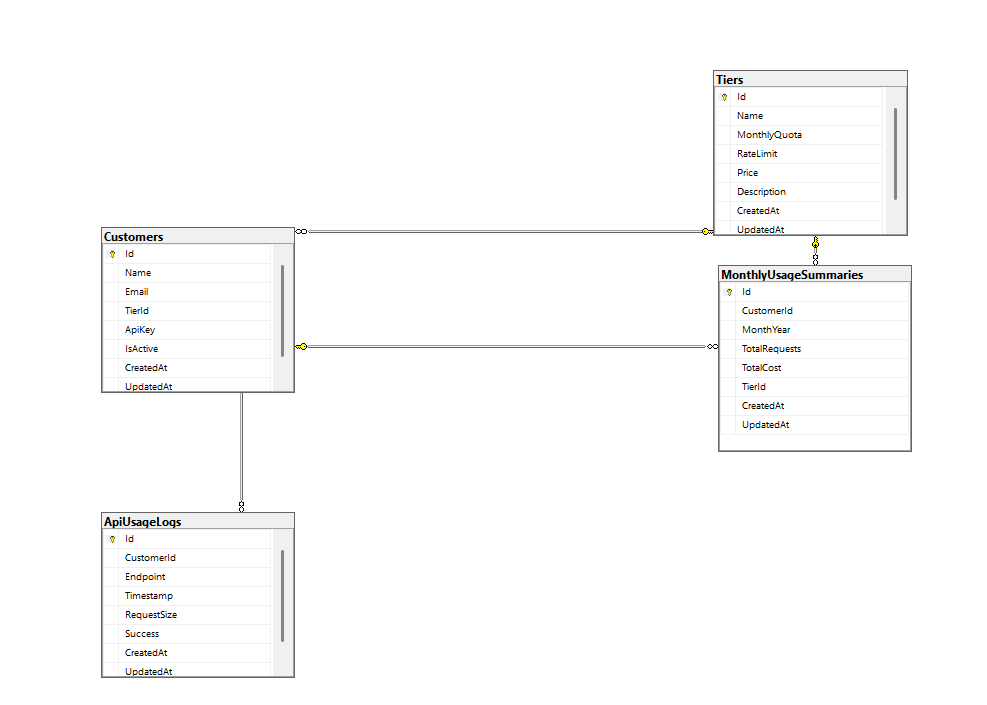 Tiers
Id
Name
MonthlyQuota
RateLimit
Price
Description
CreatedAt
UpdatedAt
Customers
Id
Name
Email
TierId
ApiKey
IsActive
CreatedAt
UpdatedAt
MonthlyUsageSummaries
Id
CustomerId
MonthYear
TotalRequests
TotalCost
TierId
CreatedAt
UpdatedAt
ApiUsageLogs
Id
CustomerId
Endpoint
Timestamp
RequestSize
Success
CreatedAt
UpdatedAt